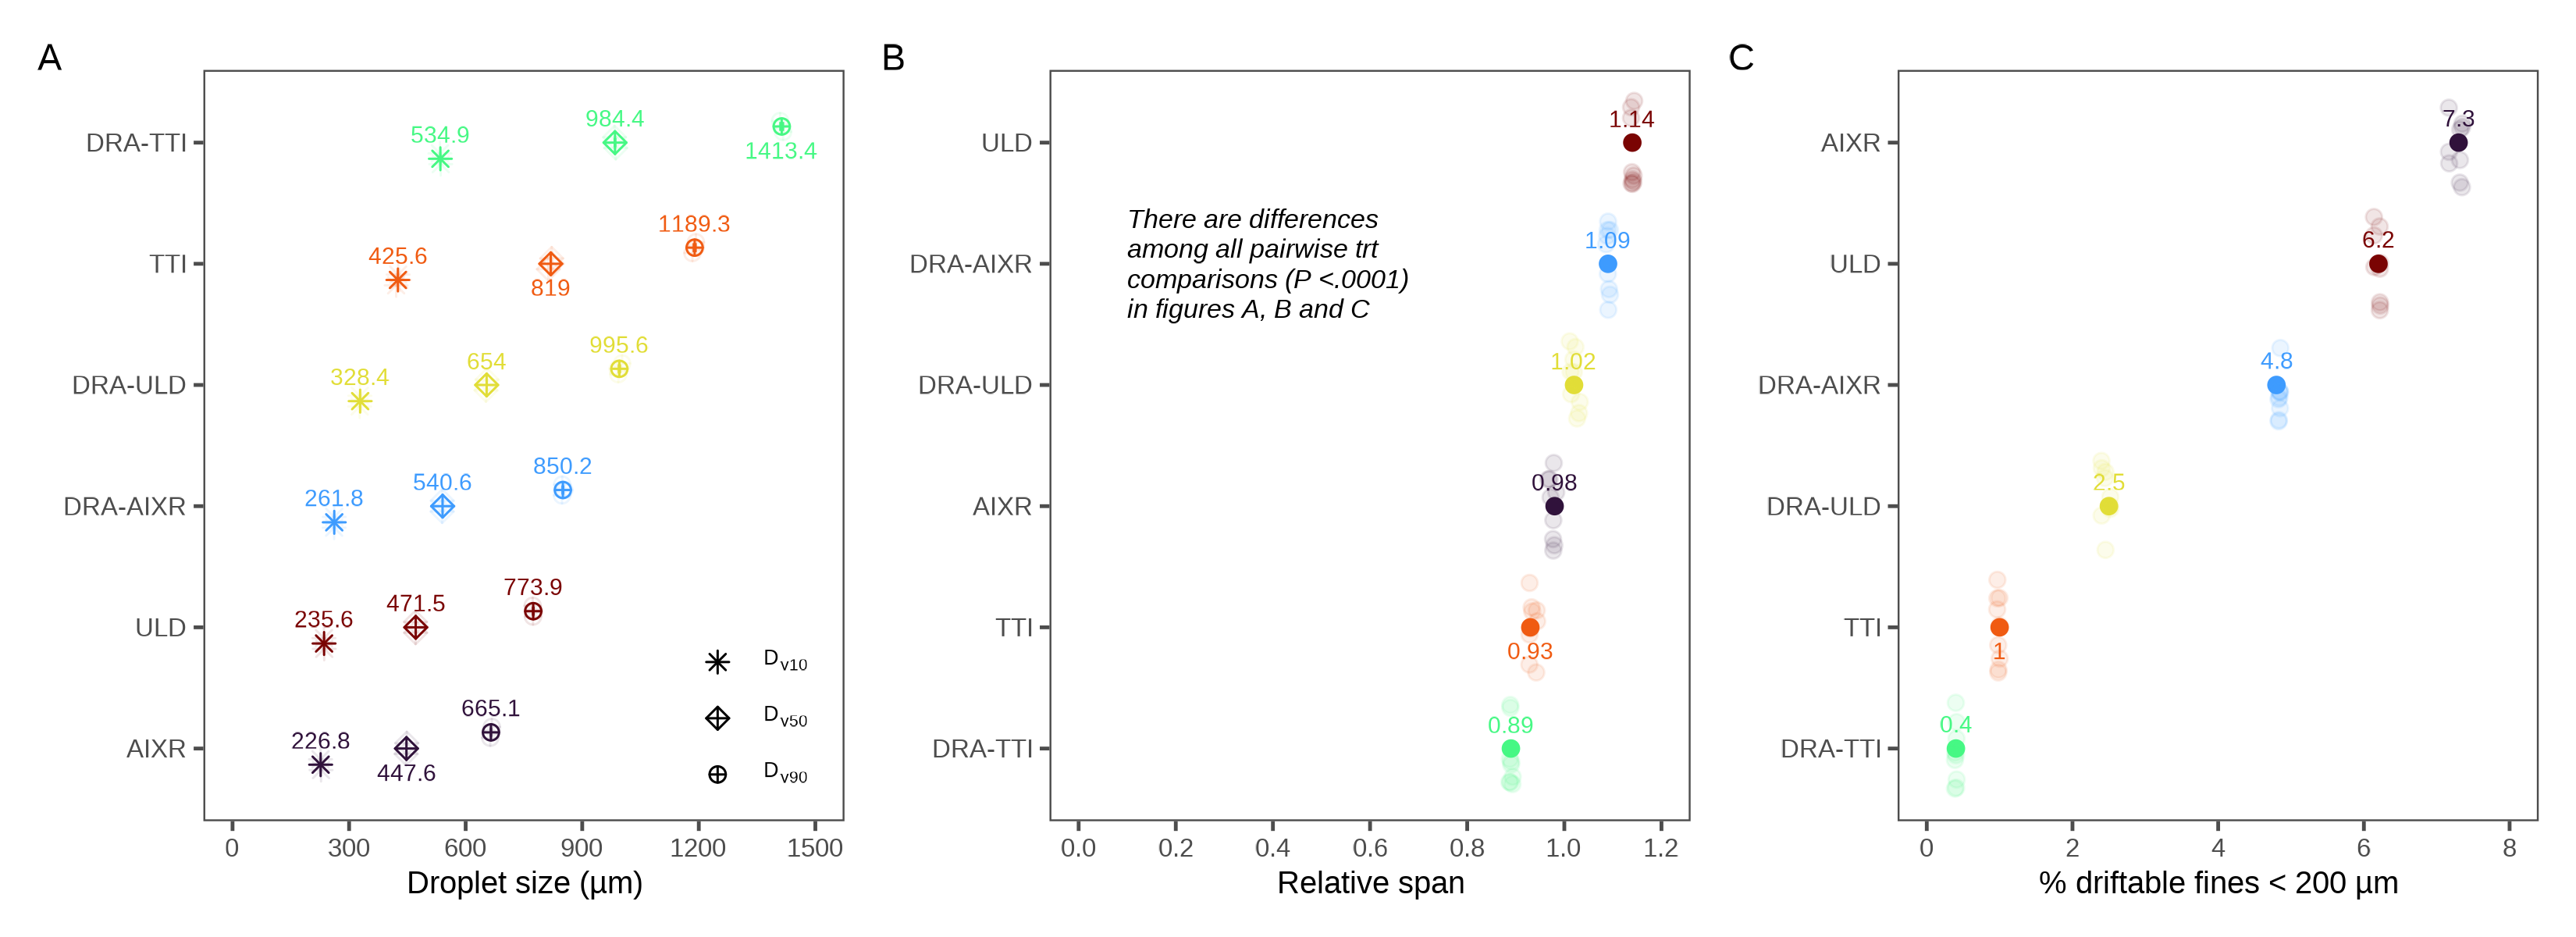 A
DRA-TTI
TTI
DRA-ULD
DRA-AIXR
ULD
AIXR
534.9
984.4
1413.4
425.6
819
1189.3
328.4
654
995.6
261.8
540.6
850.2
235.6
471.5
773.9
226.8
447.6
665.1
Dv10
Dv50
Dv90
0 300 600 900 1200 1500
Droplet size (µm)
B
ULD
DRA-AIXR
DRA-ULD
AIXR
TTI
DRA-TTI
1.14
1.09
1.02
0.98
0.93
0.89
There are differences
among all pairwise trt
comparisons (P <.0001)
in figures A, B and C
0.0 0.2 0.4 0.6 0.8 1.0 1.2
Relative span
C
AIXR
ULD
DRA-AIXR
DRA-ULD
TTI
DRA-TTI
7.3
6.2
4.8
2.5
1
0.4
0 2 4 6 8
% driftable fines < 200 µm